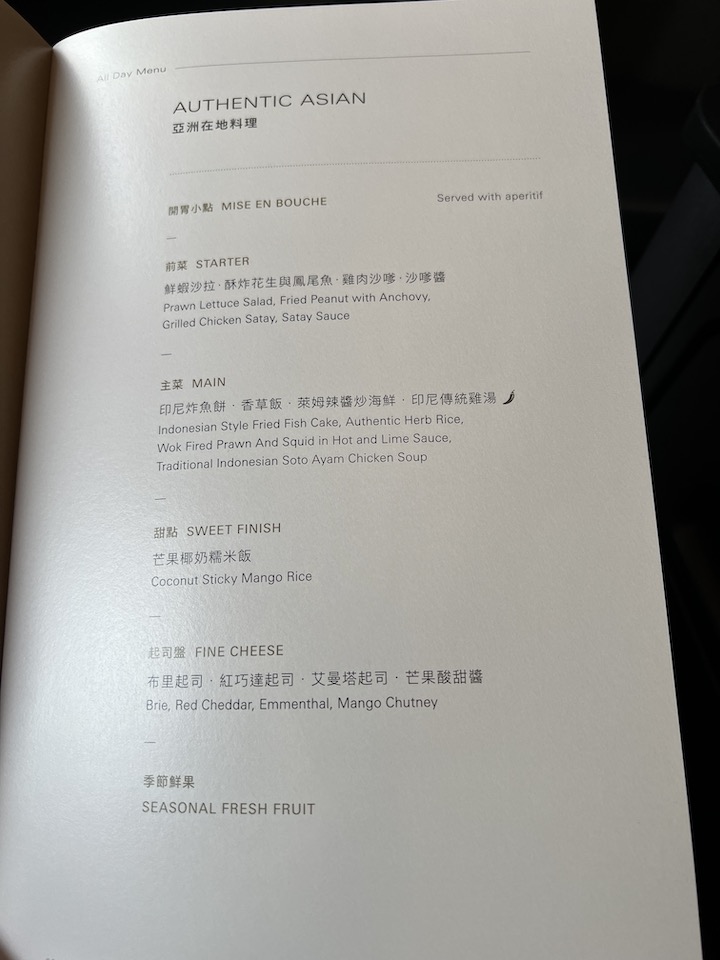 All Day Menu
AUTHENTIC ASIAN
亞洲在地料理
開胃小點 MISE EN BOUCHE Served with aperitif
—
前菜 STARTER
鮮蝦沙拉·酥炸花生與鳳尾魚·雞肉沙嗲·沙嗲醬
Prawn Lettuce Salad, Fried Peanut with Anchovy,
Grilled Chicken Satay, Satay Sauce
—
主菜 MAIN
印尼炸魚餅·香草飯·萊姆辣醬炒海鮮·印尼傳統雞湯
Indonesian Style Fried Fish Cake, Authentic Herb Rice,
Wok Fired Prawn And Squid in Hot and Lime Sauce,
Traditional Indonesian Soto Ayam Chicken Soup
—
甜點 SWEET FINISH
芒果椰奶糯米飯
Coconut Sticky Mango Rice
—
起司盤 FINE CHEESE
布里起司·紅巧達起司·艾曼塔起司·芒果酸甜醬
Brie, Red Cheddar, Emmenthal, Mango Chutney
—
季節鮮果
SEASONAL FRESH FRUIT